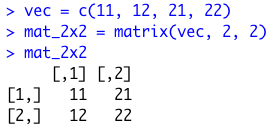 > vec = c(11, 12, 21, 22)
> mat_2x2 = matrix(vec, 2, 2)
> mat_2x2
     [,1] [,2]
[1,]   11   21
[2,]   12   22